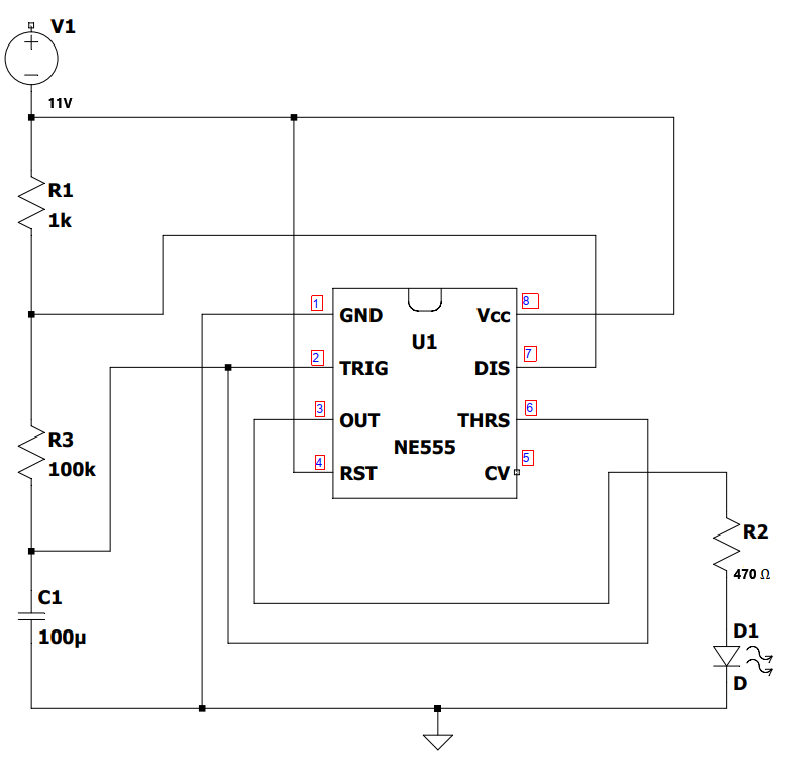 V1
11V
R1
1k
1
GND
Vcc
8
U1
2
TRIG
DIS
7
3
OUT
THRS
6
NE555
4
RST
CV
5
R3
100k
R2
470 Ω
C1
100µ
D1
D